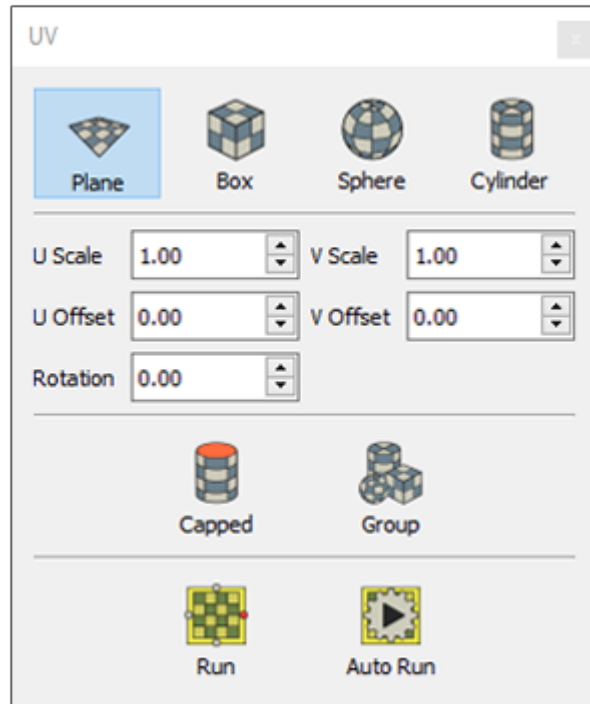 UV
Plane Box Sphere Cylinder
U Scale 1.00 V Scale 1.00
U Offset 0.00 V Offset 0.00
Rotation 0.00
Capped Group
Run Auto Run